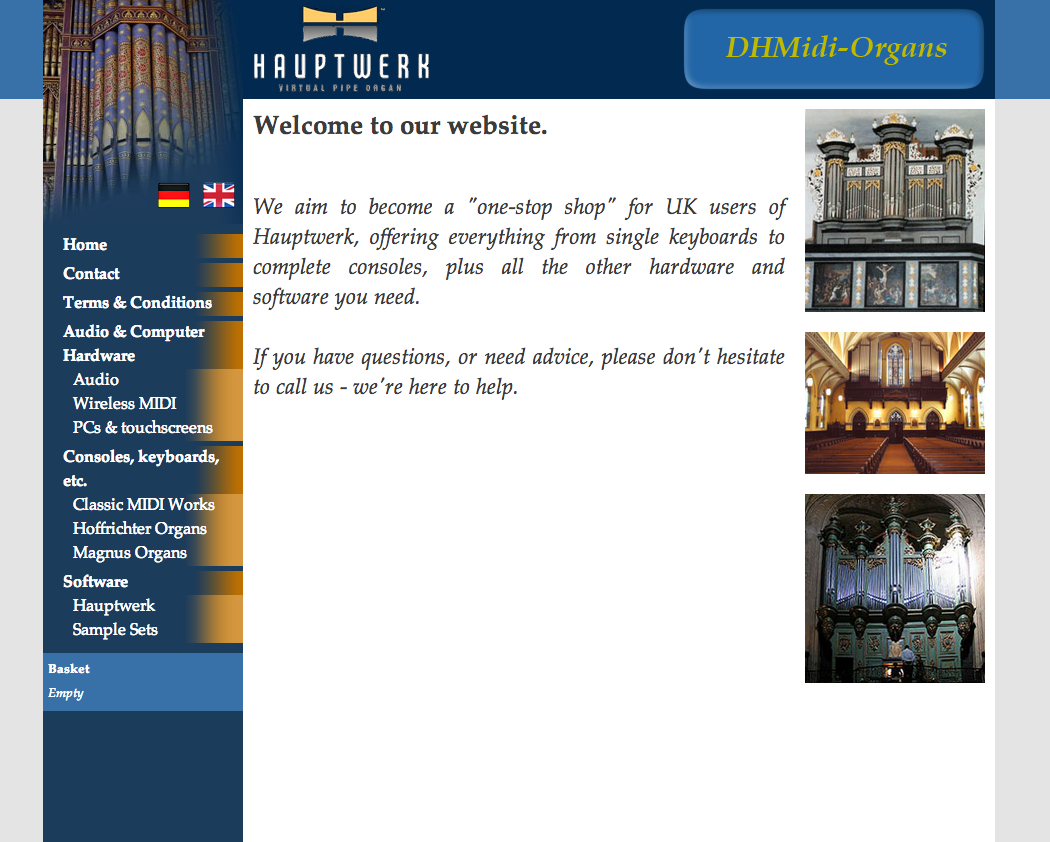 HAUPTWERK
VIRTUAL PIPE ORGAN
DHMidi-Organs
Home
Contact
Terms & Conditions
Audio & Computer
Hardware
Audio
Wireless MIDI
PCs & touchscreens
Consoles, keyboards,
etc.
Classic MIDI Works
Hoffrichter Organs
Magnus Organs
Software
Hauptwerk
Sample Sets
Basket
Empty
Welcome to our website.
We aim to become a "one-stop shop" for UK users of
Hauptwerk, offering everything from single keyboards to
complete consoles, plus all the other hardware and
software you need.
If you have questions, or need advice, please don't hesitate
to call us - we're here to help.